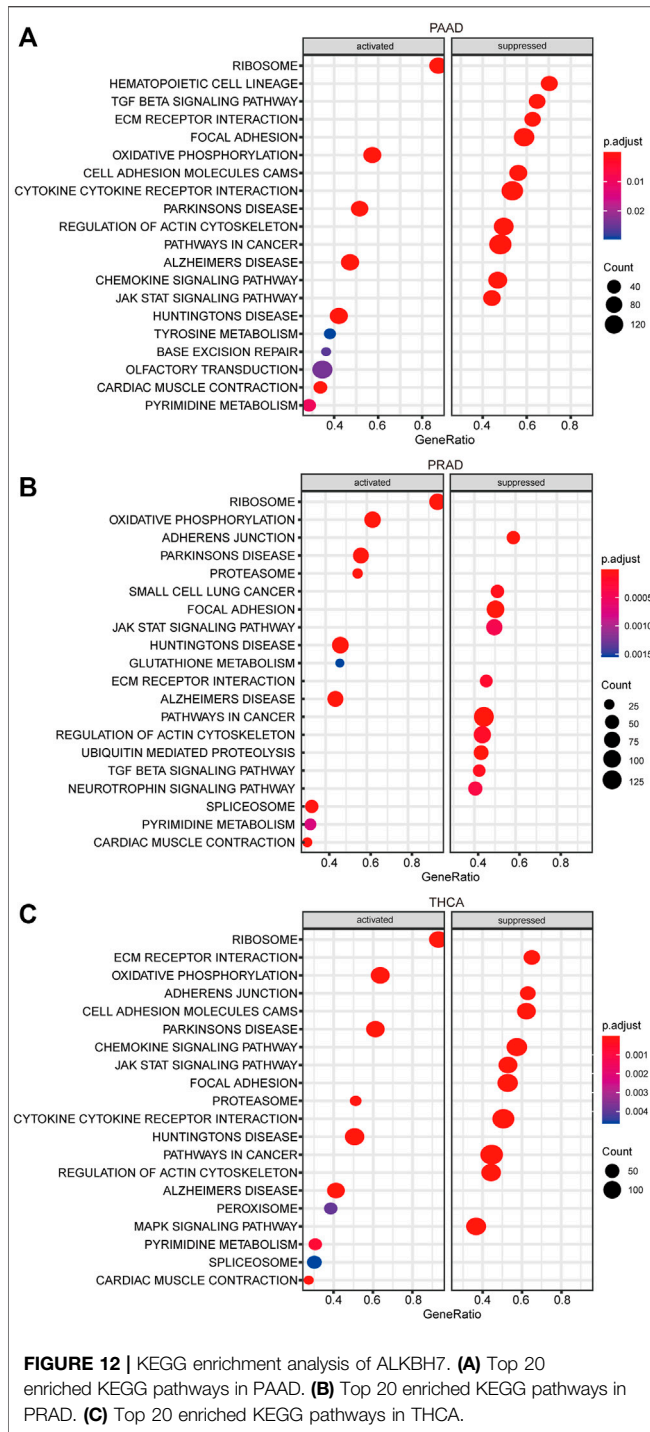 A
PAAD
activated
suppressed
RIBOSOME
HEMATOPOIETIC CELL LINEAGE
TGF BETA SIGNALING PATHWAY
ECM RECEPTOR INTERACTION
FOCAL ADHESION
OXIDATIVE PHOSPHORYLATION
CELL ADHESION MOLECULES CAMS
CYTOKINE CYTOKINE RECEPTOR INTERACTION
PARKINSONS DISEASE
REGULATION OF ACTIN CYTOSKELETON
PATHWAYS IN CANCER
ALZHEIMERS DISEASE
CHEMOKINE SIGNALING PATHWAY
JAK STAT SIGNALING PATHWAY
HUNTINGTONS DISEASE
TYROSINE METABOLISM
BASE EXCISION REPAIR
OLFACTORY TRANSDUCTION
CARDIAC MUSCLE CONTRACTION
PYRIMIDINE METABOLISM
0.4 0.6 0.8 0.4 0.6 0.8
GeneRatio
p.adjust
0.01
0.02
Count
40
80
120
B
PRAD
activated
suppressed
RIBOSOME
OXIDATIVE PHOSPHORYLATION
ADHERENS JUNCTION
PARKINSONS DISEASE
PROTEASOME
SMALL CELL LUNG CANCER
FOCAL ADHESION
JAK STAT SIGNALING PATHWAY
HUNTINGTONS DISEASE
GLUTATHIONE METABOLISM
ECM RECEPTOR INTERACTION
ALZHEIMERS DISEASE
PATHWAYS IN CANCER
REGULATION OF ACTIN CYTOSKELETON
UBIQUITIN MEDIATED PROTEOLYSIS
TGF BETA SIGNALING PATHWAY
NEUROTROPHIN SIGNALING PATHWAY
SPLICEOSOME
PYRIMIDINE METABOLISM
CARDIAC MUSCLE CONTRACTION
0.4 0.6 0.8 0.4 0.6 0.8
GeneRatio
p.adjust
0.0005
0.0010
0.0015
Count
25
50
75
100
125
C
THCA
activated
suppressed
RIBOSOME
ECM RECEPTOR INTERACTION
OXIDATIVE PHOSPHORYLATION
ADHERENS JUNCTION
CELL ADHESION MOLECULES CAMS
PARKINSONS DISEASE
CHEMOKINE SIGNALING PATHWAY
JAK STAT SIGNALING PATHWAY
FOCAL ADHESION
PROTEASOME
CYTOKINE CYTOKINE RECEPTOR INTERACTION
HUNTINGTONS DISEASE
PATHWAYS IN CANCER
REGULATION OF ACTIN CYTOSKELETON
ALZHEIMERS DISEASE
PEROXISOME
MAPK SIGNALING PATHWAY
PYRIMIDINE METABOLISM
SPLICEOSOME
CARDIAC MUSCLE CONTRACTION
0.4 0.6 0.8 0.4 0.6 0.8
GeneRatio
p.adjust
0.001
0.002
0.003
0.004
Count
50
100
FIGURE 12 | KEGG enrichment analysis of ALKBH7. (A) Top 20
enriched KEGG pathways in PAAD. (B) Top 20 enriched KEGG pathways in
PRAD. (C) Top 20 enriched KEGG pathways in THCA.